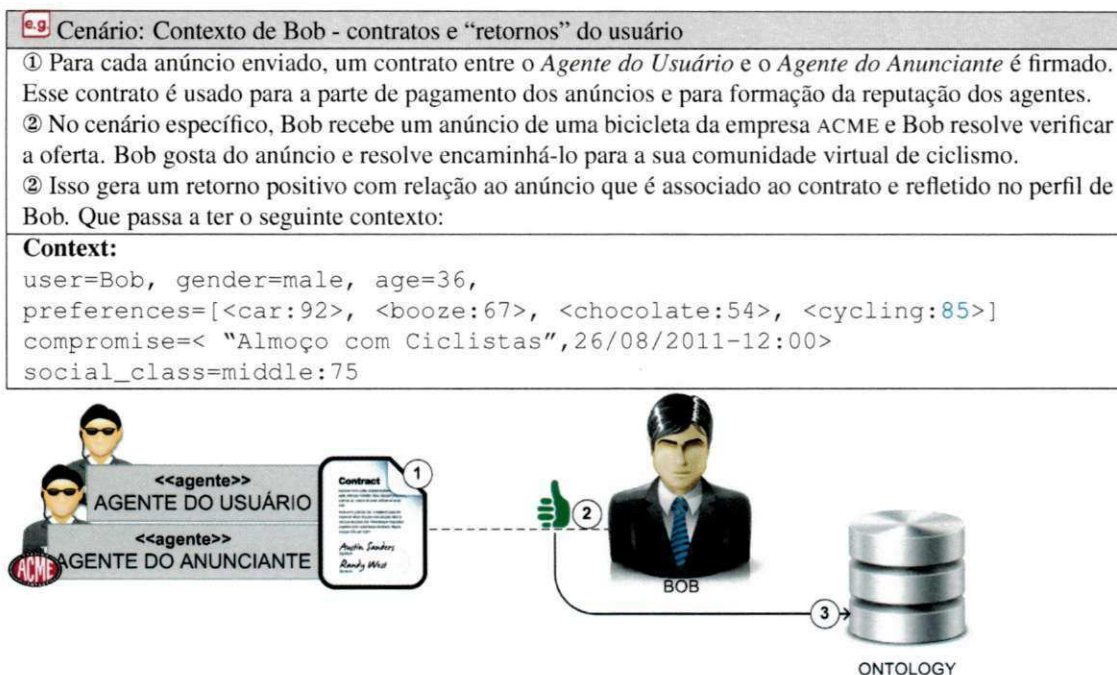 e.g. Cenário: Contexto de Bob - contratos e “retornos” do usuário
① Para cada anúncio enviado, um contrato entre o Agente do Usuário e o Agente do Anunciante é firmado.
Esse contrato é usado para a parte de pagamento dos anúncios e para formação da reputação dos agentes.
② No cenário específico, Bob recebe um anúncio de uma bicicleta da empresa ACME e Bob resolve verificar
a oferta. Bob gosta do anúncio e resolve encaminhá-lo para a sua comunidade virtual de ciclismo.
② Isso gera um retorno positivo com relação ao anúncio que é associado ao contrato e refletido no perfil de
Bob. Que passa a ter o seguinte contexto:
Context:
user=Bob, gender=male, age=36,
preferences=[<car:92>, <booze:67>, <chocolate:54>, <cycling:85>]
compromise=< “Almoço com Ciclistas”,26/08/2011-12:00>
social_class=middle:75
<<agente>>
AGENTE DO USUÁRIO
<<agente>>
AGENTE DO ANUNCIANTE
ACME
Contract
Austin Sanders
Randy West
1
2
BOB
3
ONTOLOGY